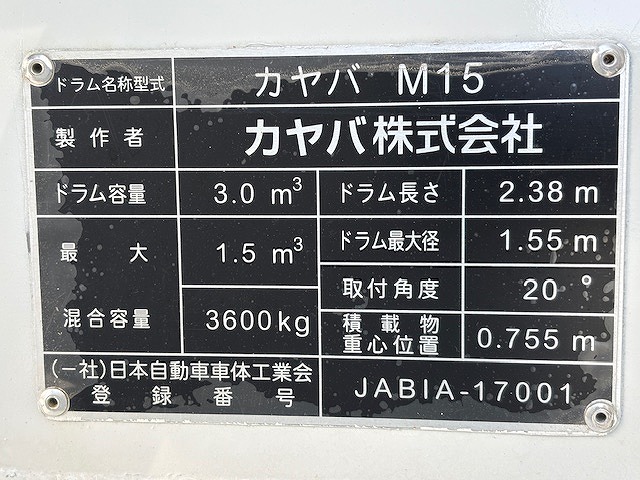 ドラム名称型式 カヤバ M15
製作者 カヤバ株式会社
ドラム容量 3.0 m³ ドラム長さ 2.38 m
最大 1.5 m³ ドラム最大径 1.55 m
混合容量 3600kg 取付角度 20°
積載物
重心位置 0.755 m
(一社)日本自動車車体工業会
登録番号 JABIA-17001